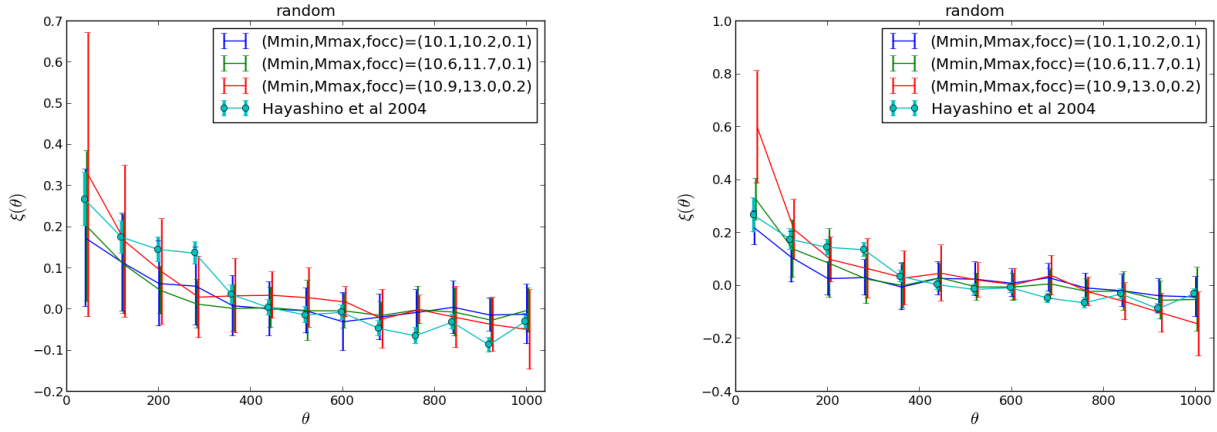 random
0.7
0.6
0.5
0.4
0.3
0.2
0.1
0.0
−0.1
−0.2
ξ(θ)
(Mmin,Mmax,focc)=(10.1,10.2,0.1)
(Mmin,Mmax,focc)=(10.6,11.7,0.1)
(Mmin,Mmax,focc)=(10.9,13.0,0.2)
Hayashino et al 2004
0 200 400 600 800 1000
θ
random
1.0
0.8
0.6
0.4
0.2
0.0
−0.2
−0.4
ξ(θ)
(Mmin,Mmax,focc)=(10.1,10.2,0.1)
(Mmin,Mmax,focc)=(10.6,11.7,0.1)
(Mmin,Mmax,focc)=(10.9,13.0,0.2)
Hayashino et al 2004
0 200 400 600 800 1000
θ